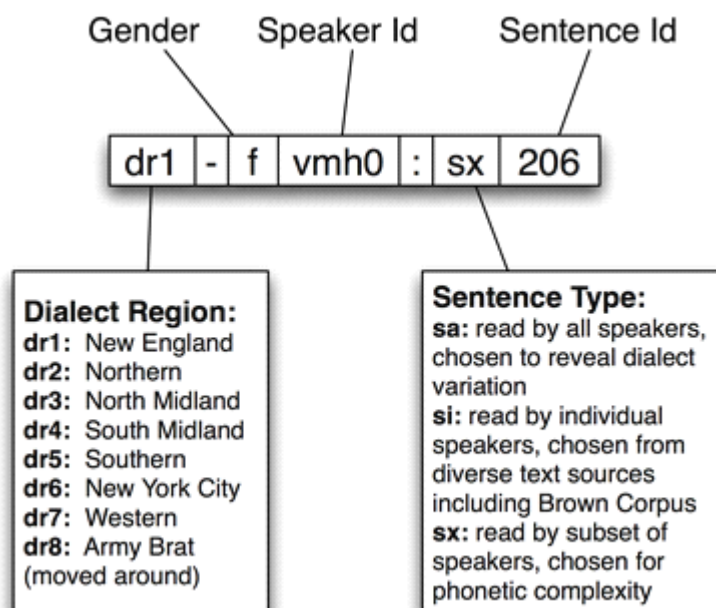 Gender Speaker Id Sentence Id
dr1 - f vmh0 : sx 206
Dialect Region:
dr1: New England
dr2: Northern
dr3: North Midland
dr4: South Midland
dr5: Southern
dr6: New York City
dr7: Western
dr8: Army Brat
(moved around)
Sentence Type:
sa: read by all speakers,
chosen to reveal dialect
variation
si: read by individual
speakers, chosen from
diverse text sources
including Brown Corpus
sx: read by subset of
speakers, chosen for
phonetic complexity